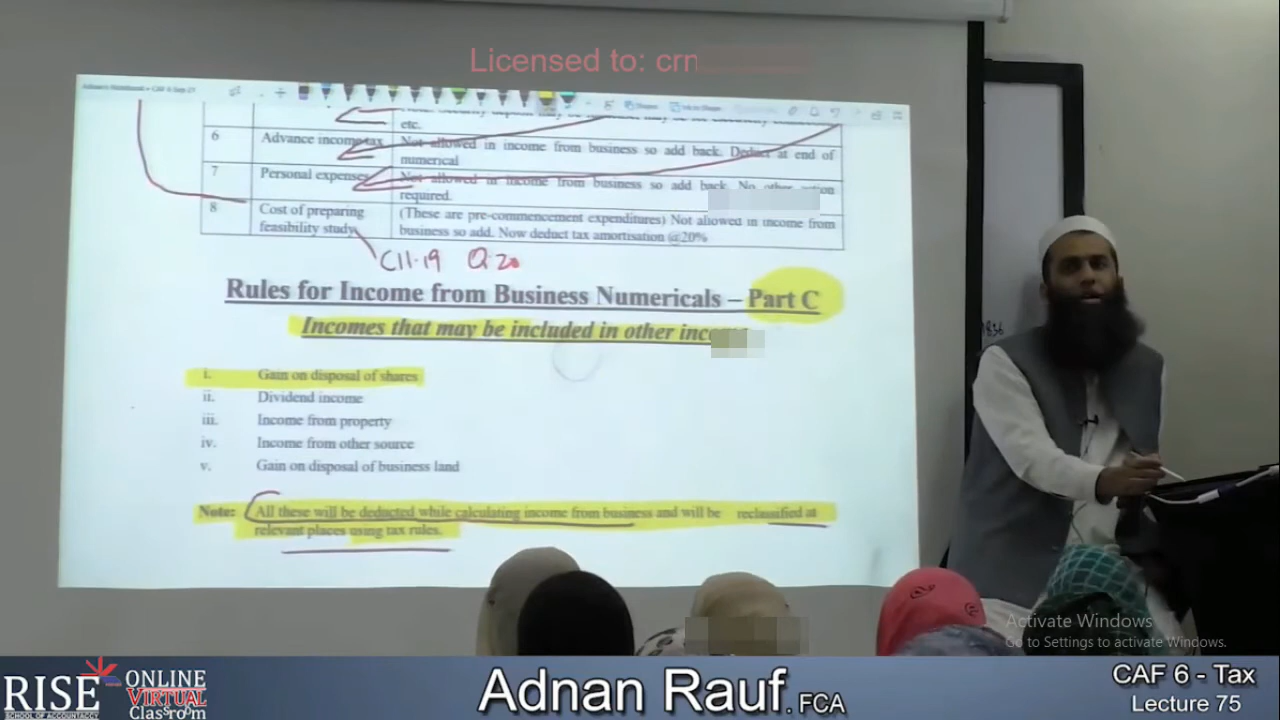 Licensed to: crn
etc.
6 Advance income tax Not allowed in income from business so add back. Deduct at end of
numerical
7 Personal expenses Not allowed in income from business so add back. No other action
required.
8 Cost of preparing (These are pre-commencement expenditures) Not allowed in income from
feasibility study business so add. Now deduct tax amortisation @20%
C11.19 Q.20
Rules for Income from Business Numericals – Part C
Incomes that may be included in other
i. Gain on disposal of shares
ii. Dividend income
iii. Income from property
iv. Income from other source
v. Gain on disposal of business land
Note: All these will be deducted while calculating income from business and will be reclassified at
relevant places using tax rules.
Activate Windows
Go to Settings to activate Windows.
RISE
SCHOOL OF ACCOUNTANCY
ONLINE
VIRTUAL
Classroom
Adnan Rauf. FCA
CAF 6 - Tax
Lecture 75